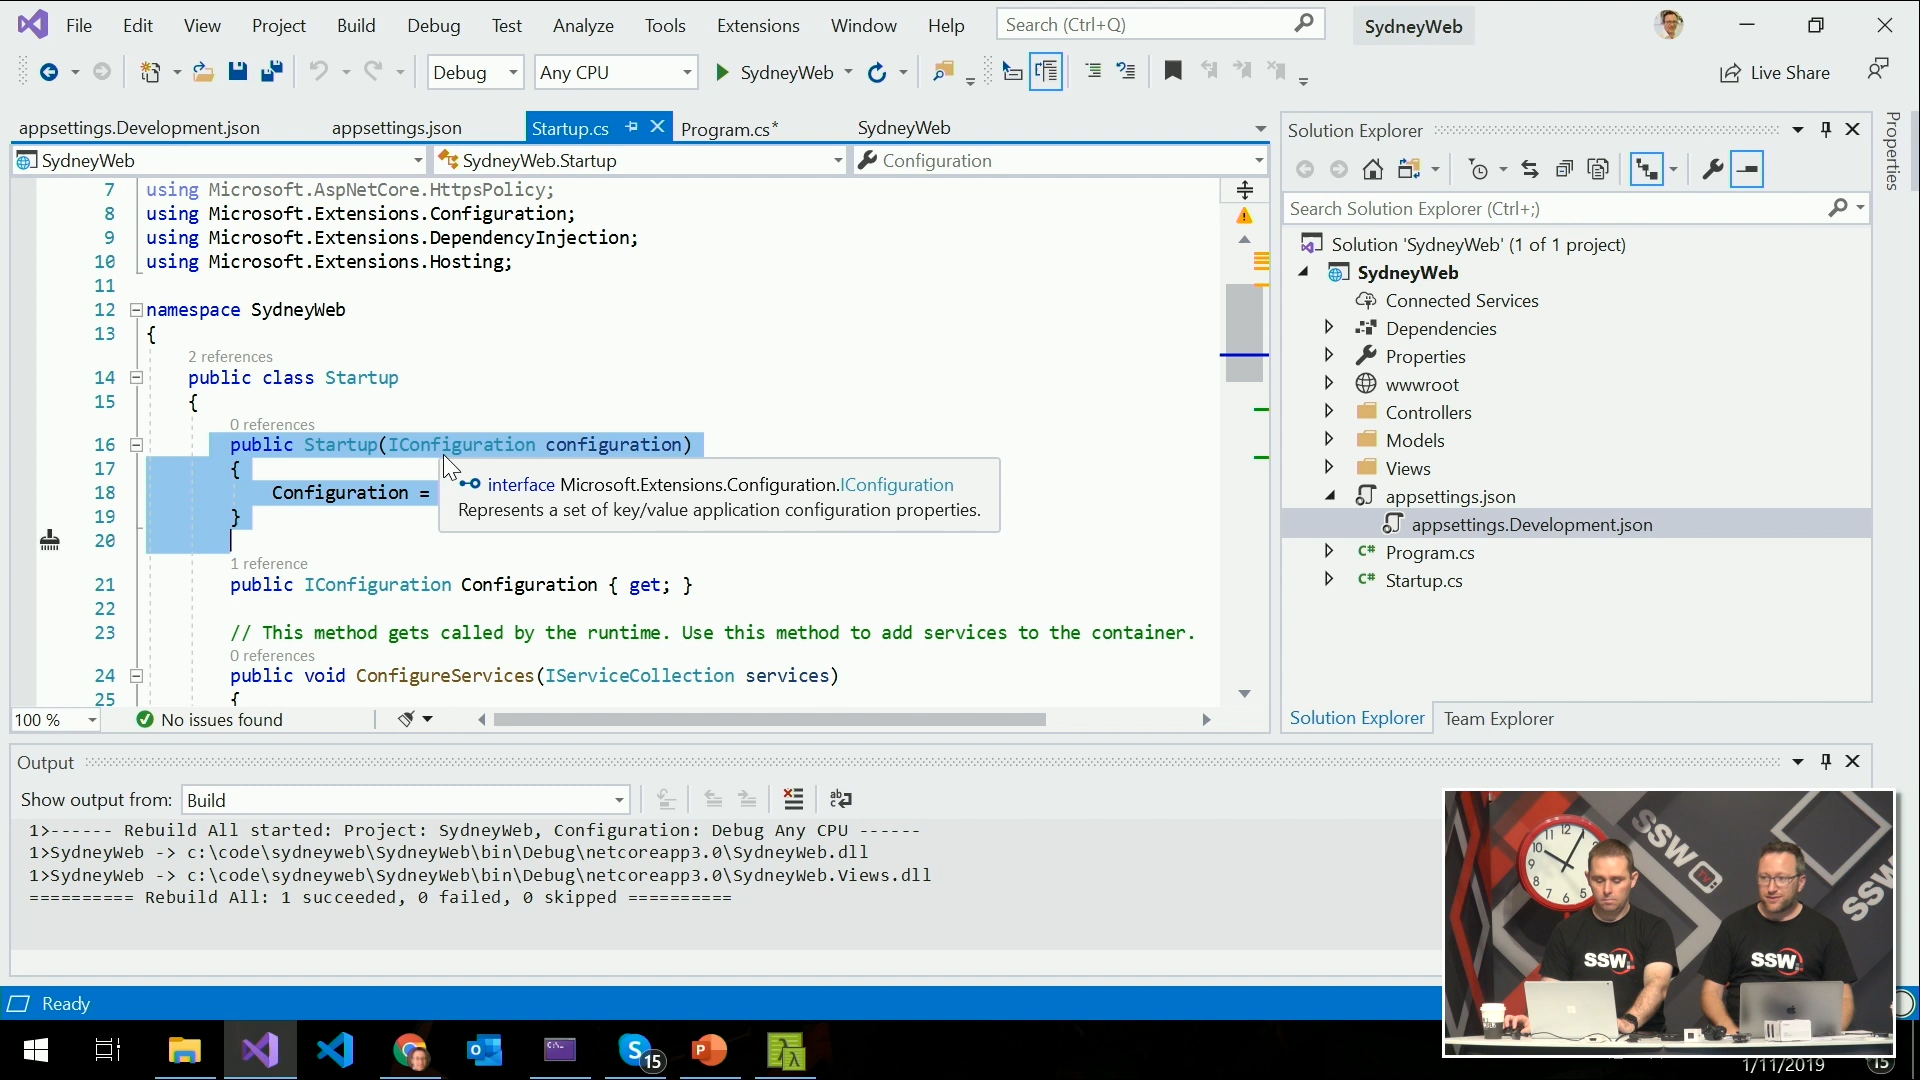 File Edit View Project Build Debug Test Analyze Tools Extensions Window Help Search (Ctrl+Q) SydneyWeb
Debug Any CPU SydneyWeb Live Share
appsettings.Development.json appsettings.json Startup.cs Program.cs* SydneyWeb
SydneyWeb SydneyWeb.Startup Configuration
7 using Microsoft.AspNetCore.HttpsPolicy;
8 using Microsoft.Extensions.Configuration;
9 using Microsoft.Extensions.DependencyInjection;
10 using Microsoft.Extensions.Hosting;
11
12 namespace SydneyWeb
13 {
2 references
14 public class Startup
15 {
0 references
16 public Startup(IConfiguration configuration)
17 {
18 Configuration =
19 }
20
interface Microsoft.Extensions.Configuration.IConfiguration
Represents a set of key/value application configuration properties.
1 reference
21 public IConfiguration Configuration { get; }
22
23 // This method gets called by the runtime. Use this method to add services to the container.
0 references
24 public void ConfigureServices(IServiceCollection services)
25 {
100 % No issues found
Solution Explorer
Search Solution Explorer (Ctrl+;)
Solution 'SydneyWeb' (1 of 1 project)
SydneyWeb
Connected Services
Dependencies
Properties
wwwroot
Controllers
Models
Views
appsettings.json
appsettings.Development.json
C# Program.cs
C# Startup.cs
Solution Explorer Team Explorer
Properties
Output
Show output from: Build
1>------ Rebuild All started: Project: SydneyWeb, Configuration: Debug Any CPU ------
1>SydneyWeb -> c:\code\sydneyweb\SydneyWeb\bin\Debug\netcoreapp3.0\SydneyWeb.dll
1>SydneyWeb -> c:\code\sydneyweb\SydneyWeb\bin\Debug\netcoreapp3.0\SydneyWeb.Views.dll
========== Rebuild All: 1 succeeded, 0 failed, 0 skipped ==========
SSW TV
SSW
SSW
SSW
Ready
15
1/11/2019
15